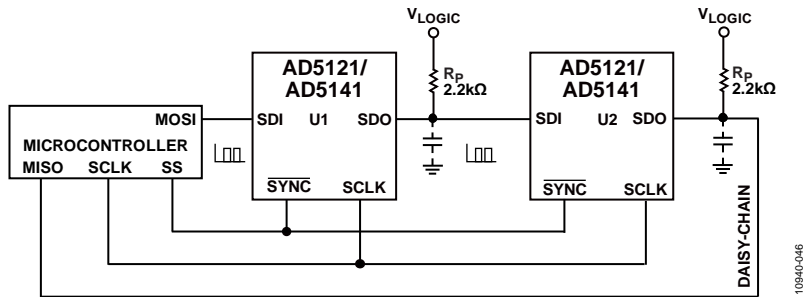 VLOGIC
VLOGIC
AD5121/
AD5141
RP
2.2kΩ
AD5121/
AD5141
RP
2.2kΩ
MOSI
SDI U1 SDO
SDI U2 SDO
MICROCONTROLLER
MISO SCLK SS
SYNC SCLK
SYNC SCLK
DAISY-CHAIN
10940-046